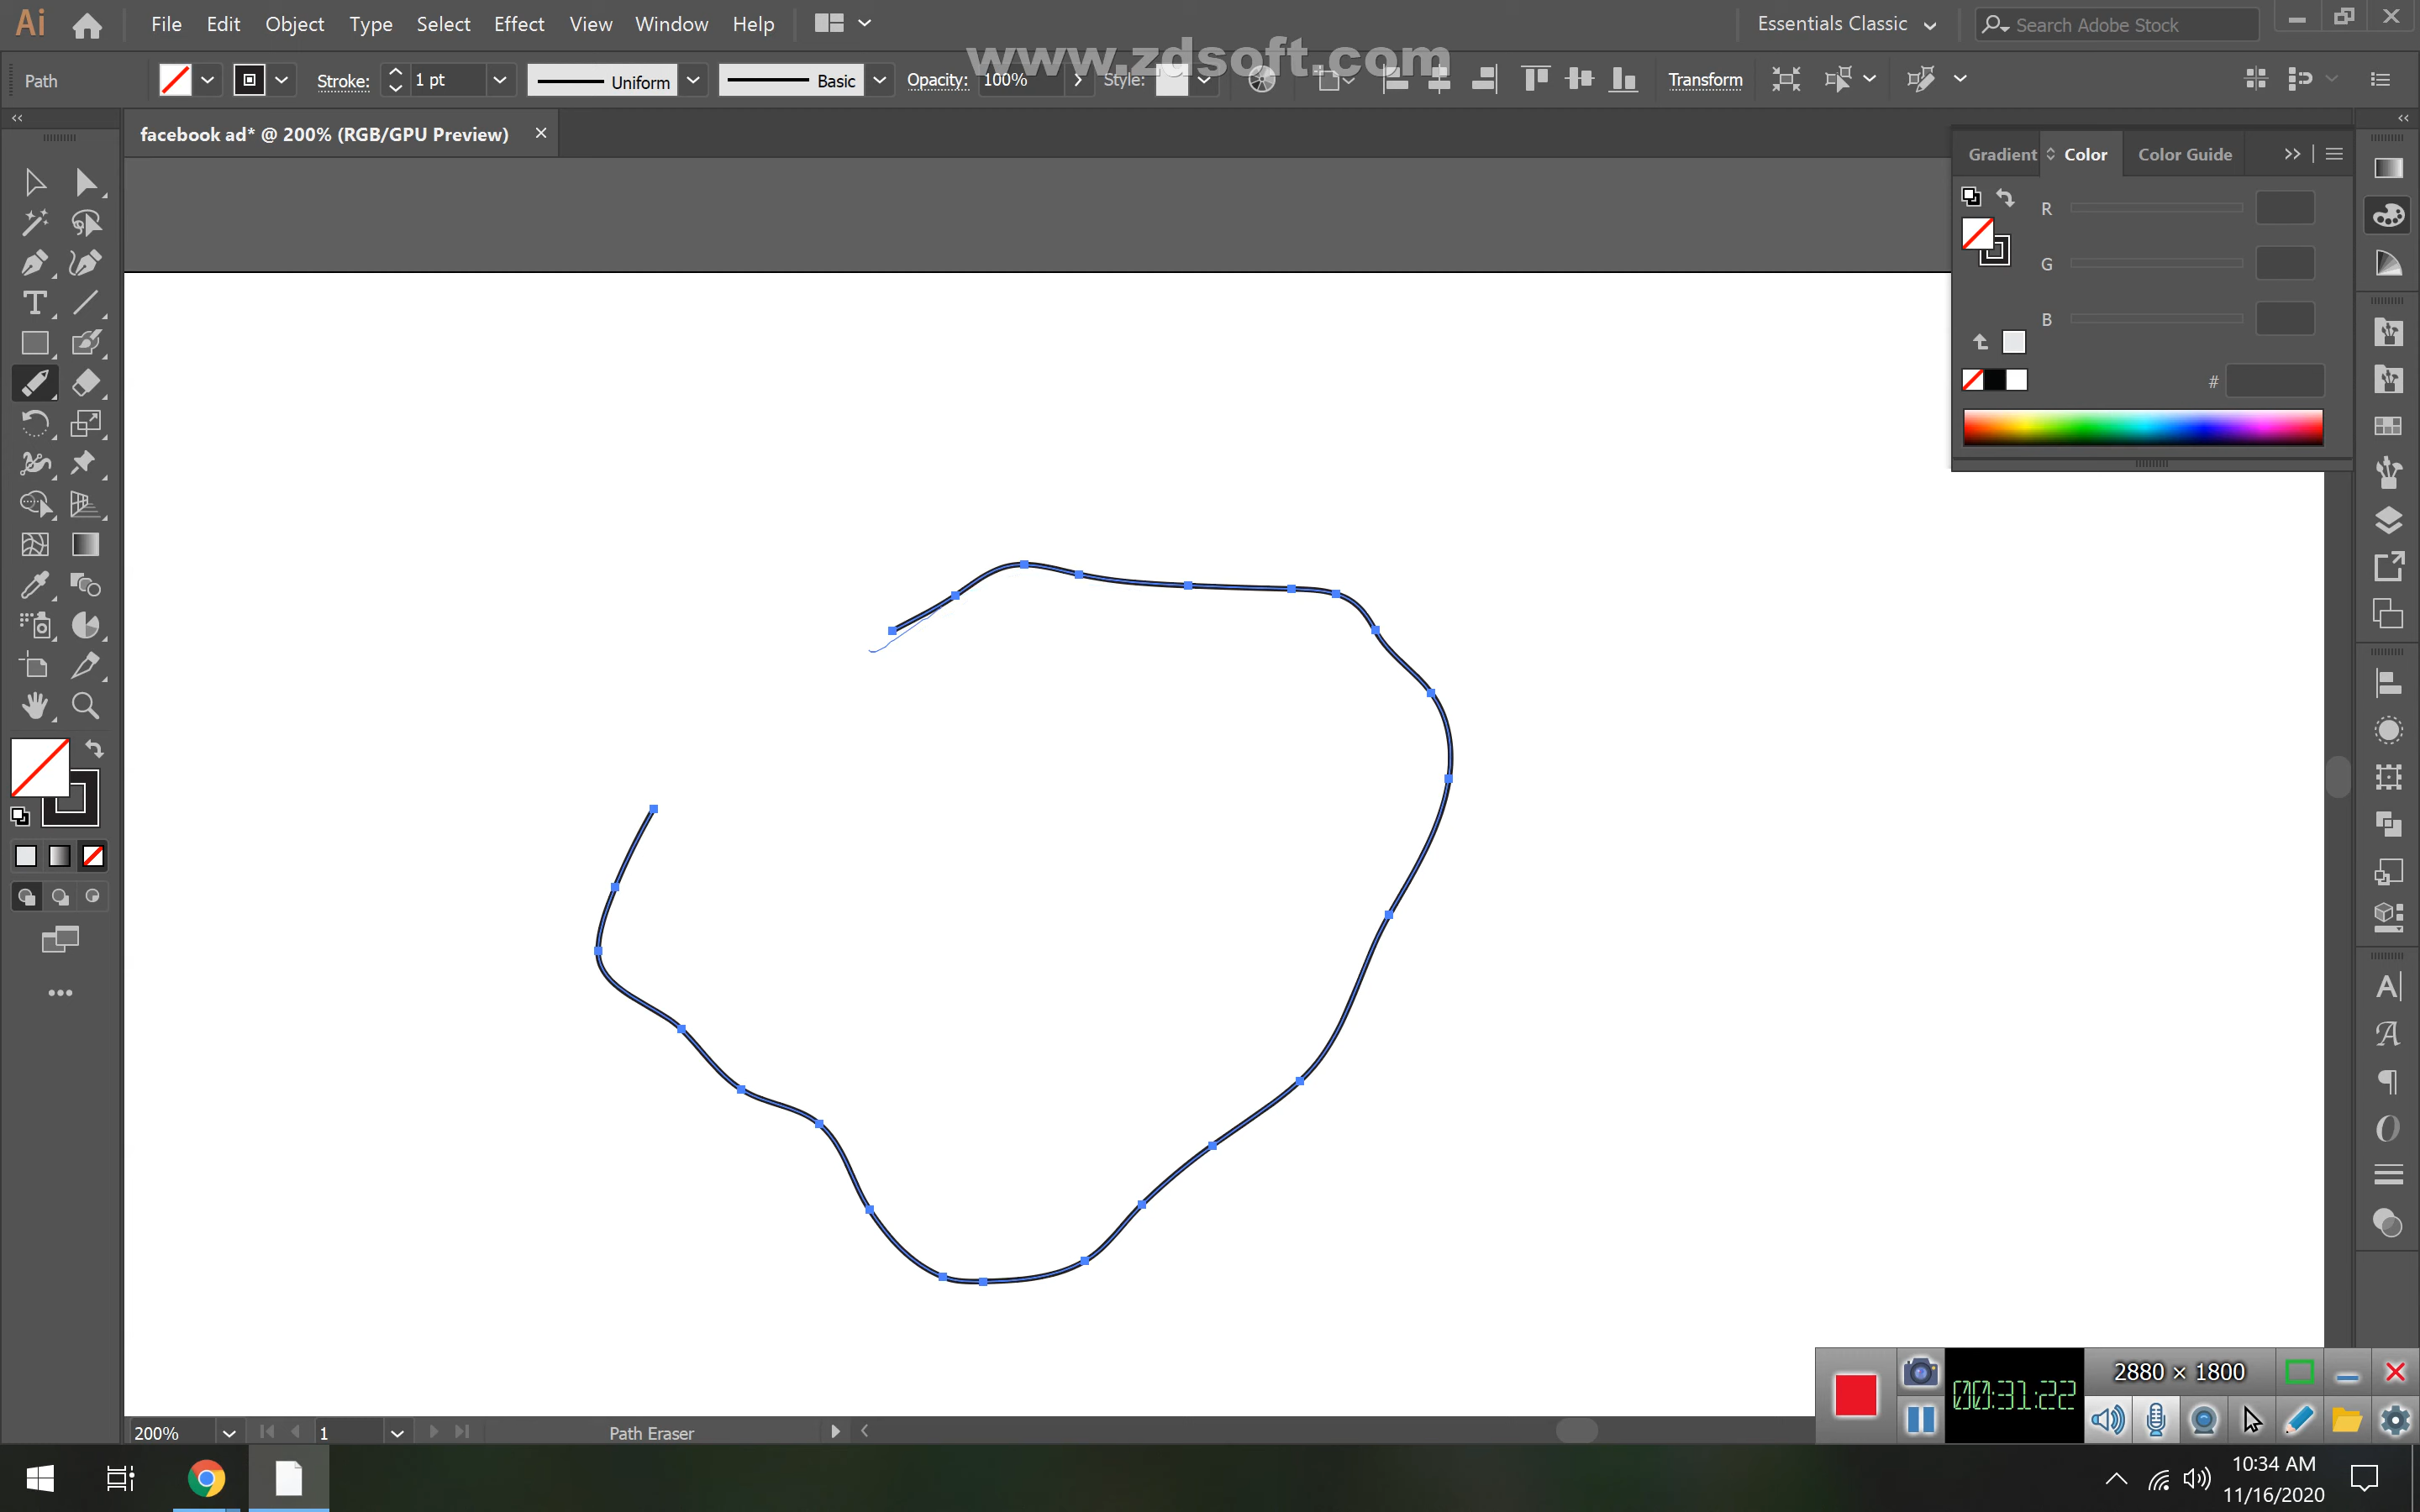 Ai File Edit Object Type Select Effect View Window Help Essentials Classic Search Adobe Stock
www.zdsoft.com
Path Stroke: 1 pt Uniform Basic Opacity: 100% Style: Transform
facebook ad* @ 200% (RGB/GPU Preview)
Gradient Color Color Guide
R
G
B
#
2880 × 1800
00:31:22
200% 1 Path Eraser
10:34 AM
11/16/2020